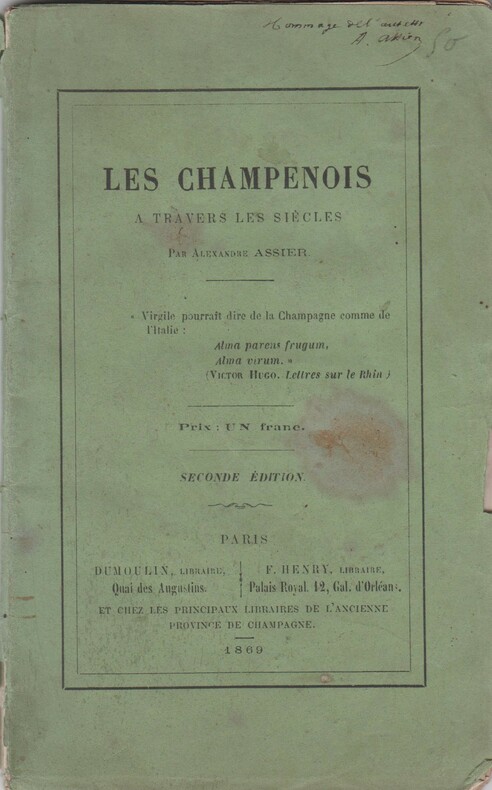 Hommage de l'auteur
A. Assier
50
LES CHAMPENOIS
A TRAVERS LES SIÈCLES
PAR ALEXANDRE ASSIER.
« Virgile pourrait dire de la Champagne comme de
l'Italie :
Alma parens frugum,
Alma virum. »
(VICTOR HUGO. Lettres sur le Rhin)
Prix : UN franc.
SECONDE ÉDITION.
PARIS
DUMOULIN, LIBRAIRE,
Quai des Augustins.
F. HENRY, LIBRAIRE,
Palais Royal. 12, Gal. d'Orléans.
ET CHEZ LES PRINCIPAUX LIBRAIRES DE L'ANCIENNE
PROVINCE DE CHAMPAGNE.
1869